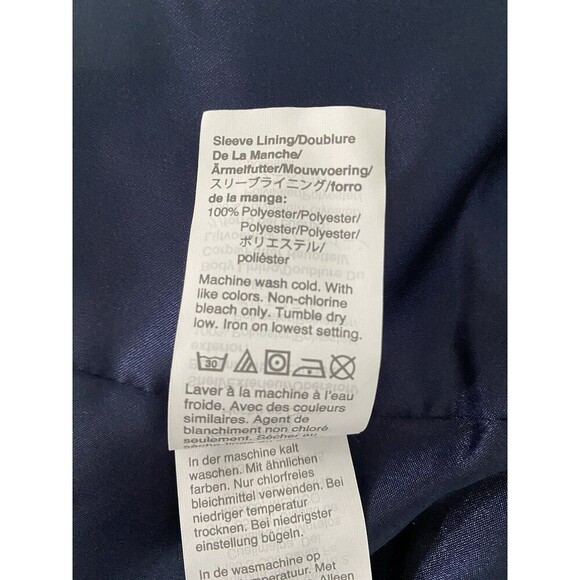 Sleeve Lining/Doublure
De La Manche/
Ärmelfutter/Mouwvoering/
スリーブライニング/forro
de la manga:
100% Polyester/Polyester/
Polyester/Polyester/
ポリエステル/
poliéster
Machine wash cold. With
like colors. Non-chlorine
bleach only. Tumble dry
low. Iron on lowest setting.
30
Laver à la machine à l'eau
froide. Avec des couleurs
similaires. Agent de
blanchiment non chloré
seulement. Sécher au
In der maschine kalt
waschen. Mit ähnlichen
farben. Nur chlorfreies
bleichmittel verwenden. Bei
niedriger temperatur
trocknen. Bei niedrigster
einstellung bügeln.
In de wasmachine op
Alleen